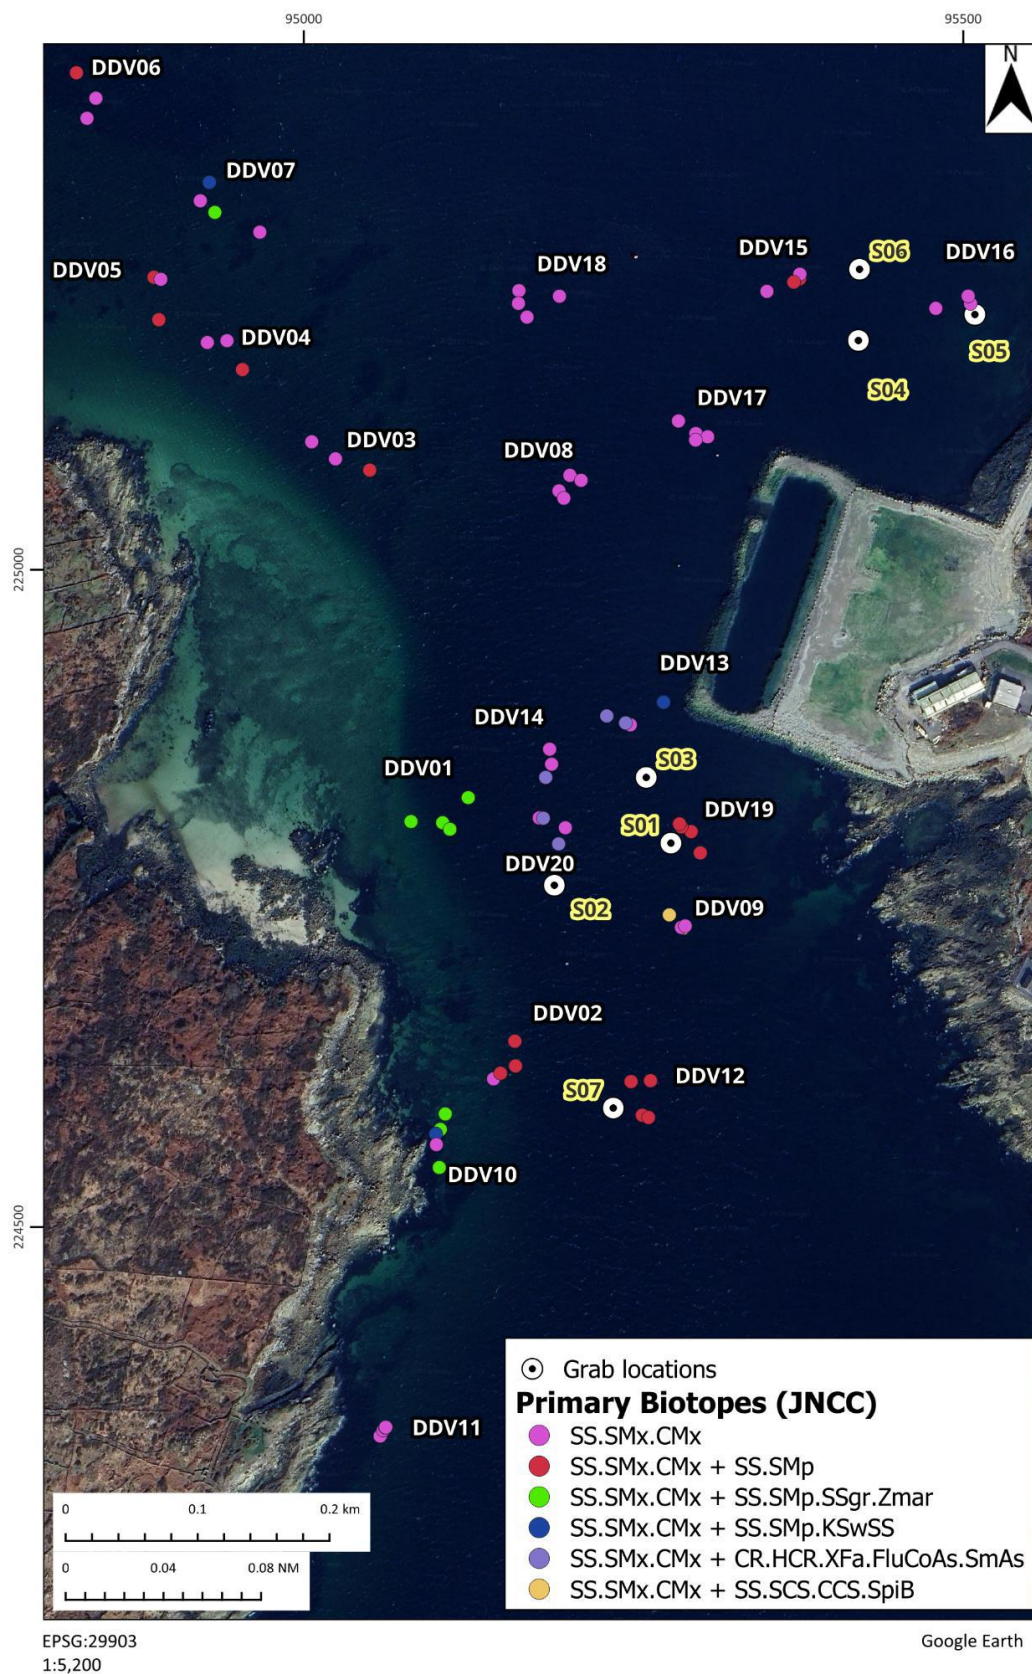 95000
95500
N
DDV06
DDV07
DDV05
DDV18
DDV15
S06
DDV16
DDV04
S05
S04
DDV17
DDV03
DDV08
225000
DDV13
DDV14
S03
DDV01
DDV19
S01
DDV20
S02
DDV09
DDV02
DDV12
S07
DDV10
224500
DDV11
Grab locations
Primary Biotopes (JNCC)
SS.SMx.CMx
SS.SMx.CMx + SS.SMp
SS.SMx.CMx + SS.SMp.SSgr.Zmar
SS.SMx.CMx + SS.SMp.KSwSS
SS.SMx.CMx + CR.HCR.XFa.FluCoAs.SmAs
SS.SMx.CMx + SS.SCS.CCS.SpiB
0 0.1 0.2 km
0 0.04 0.08 NM
EPSG:29903
Google Earth
1:5,200